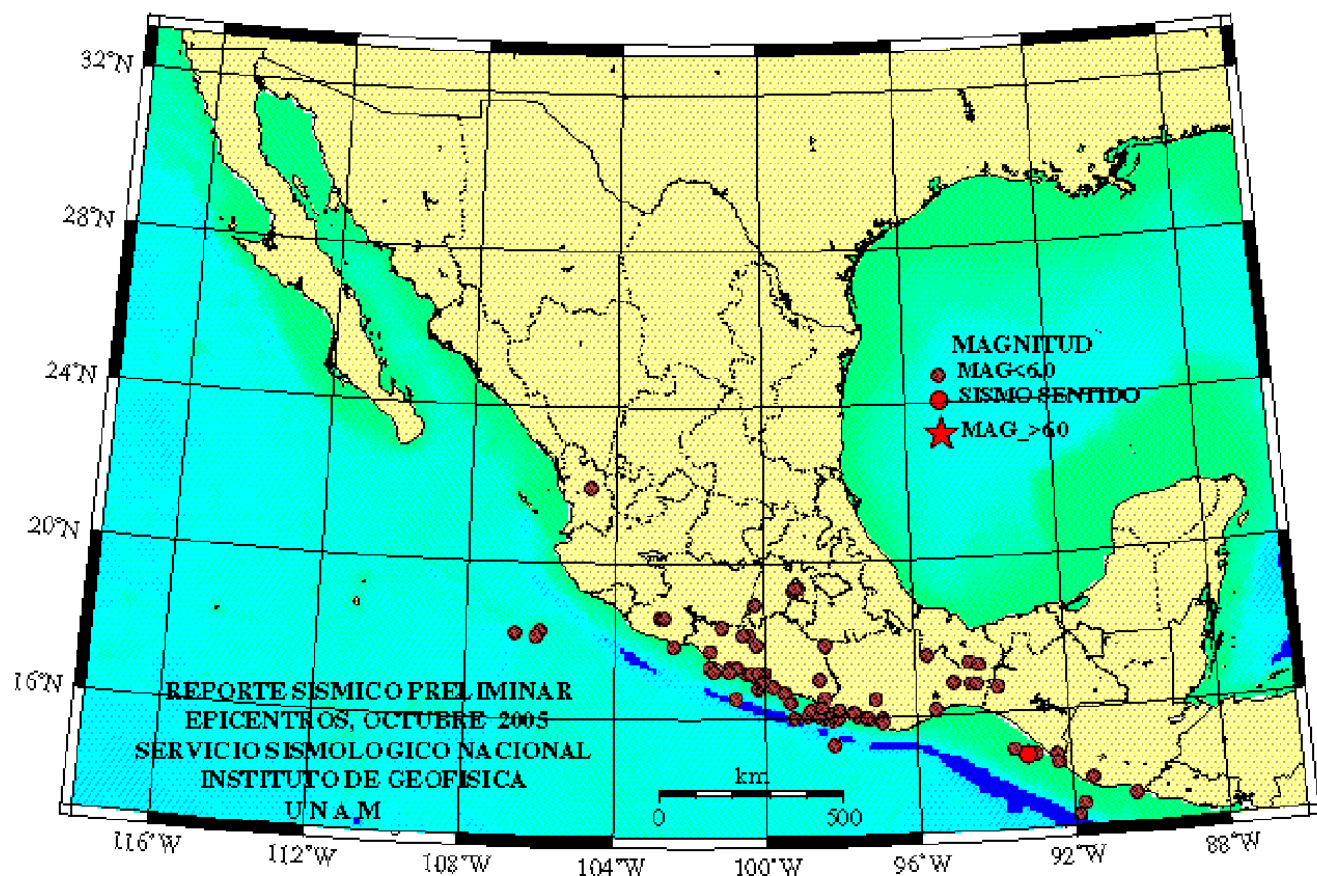 32°N
28°N
24°N
20°N
16°N
MAGNITUD
MAG<6.0
SISMO SENTIDO
MAG_>6.0
REPORTE SISMICO PRELIMINAR
EPICENTROS, OCTUBRE 2005
SERVICIO SISMOLOGICO NACIONAL
INSTITUTO DE GEOFISICA
UNAM
km
0 500
116°W 112°W 108°W 104°W 100°W 96°W 92°W 88°W